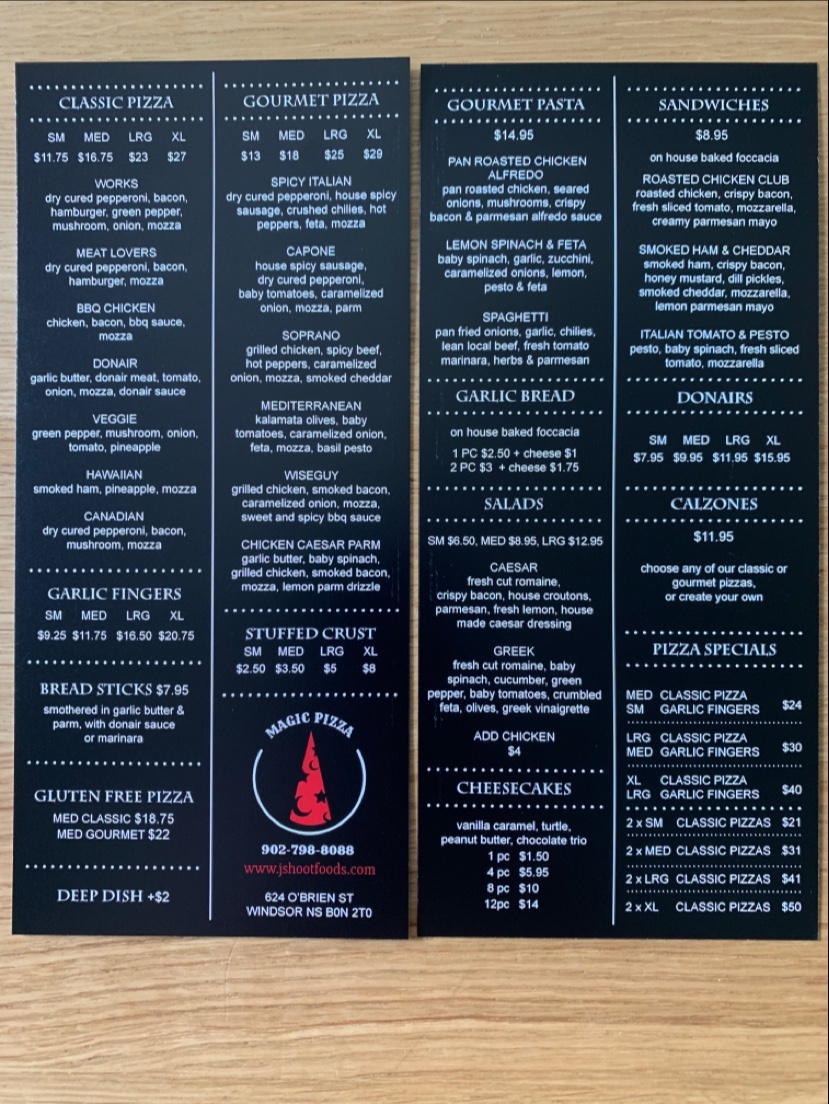 CLASSIC PIZZA
SM MED LRG XL
$11.75 $16.75 $23 $27
WORKS
dry cured pepperoni, bacon,
hamburger, green pepper,
mushroom, onion, mozza
MEAT LOVERS
dry cured pepperoni, bacon,
hamburger, mozza
BBQ CHICKEN
chicken, bacon, bbq sauce,
mozza
DONAIR
garlic butter, donair meat, tomato,
onion, mozza, donair sauce
VEGGIE
green pepper, mushroom, onion,
tomato, pineapple
HAWAIIAN
smoked ham, pineapple, mozza
CANADIAN
dry cured pepperoni, bacon,
mushroom, mozza
GARLIC FINGERS
SM MED LRG XL
$9.25 $11.75 $16.50 $20.75
BREAD STICKS $7.95
smothered in garlic butter &
parm, with donair sauce
or marinara
GLUTEN FREE PIZZA
MED CLASSIC $18.75
MED GOURMET $22
DEEP DISH +$2
GOURMET PIZZA
SM MED LRG XL
$13 $18 $25 $29
SPICY ITALIAN
dry cured pepperoni, house spicy
sausage, crushed chilies, hot
peppers, feta, mozza
CAPONE
house spicy sausage,
dry cured pepperoni,
baby tomatoes, caramelized
onion, mozza, parm
SOPRANO
grilled chicken, spicy beef,
hot peppers, caramelized
onion, mozza, smoked cheddar
MEDITERRANEAN
kalamata olives, baby
tomatoes, caramelized onion,
feta, mozza, basil pesto
WISEGUY
grilled chicken, smoked bacon,
caramelized onion, mozza,
sweet and spicy bbq sauce
CHICKEN CAESAR PARM
garlic butter, baby spinach,
grilled chicken, smoked bacon,
mozza, lemon parm drizzle
STUFFED CRUST
SM MED LRG XL
$2.50 $3.50 $5 $8
MAGIC PIZZA
902-798-8088
www.jshootfoods.com
624 O'BRIEN ST
WINDSOR NS B0N 2T0
GOURMET PASTA
$14.95
PAN ROASTED CHICKEN
ALFREDO
pan roasted chicken, seared
onions, mushrooms, crispy
bacon & parmesan alfredo sauce
LEMON SPINACH & FETA
baby spinach, garlic, zucchini,
caramelized onions, lemon,
pesto & feta
SPAGHETTI
pan fried onions, garlic, chilies,
lean local beef, fresh tomato
marinara, herbs & parmesan
GARLIC BREAD
on house baked foccacia
1 PC $2.50 + cheese $1
2 PC $3 + cheese $1.75
SALADS
SM $6.50, MED $8.95, LRG $12.95
CAESAR
fresh cut romaine,
crispy bacon, house croutons,
parmesan, fresh lemon, house
made caesar dressing
GREEK
fresh cut romaine, baby
spinach, cucumber, green
pepper, baby tomatoes, crumbled
feta, olives, greek vinaigrette
ADD CHICKEN
$4
CHEESECAKES
vanilla caramel, turtle,
peanut butter, chocolate trio
1 pc $1.50
4 pc $5.95
8 pc $10
12pc $14
SANDWICHES
$8.95
on house baked foccacia
ROASTED CHICKEN CLUB
roasted chicken, crispy bacon,
fresh sliced tomato, mozzarella,
creamy parmesan mayo
SMOKED HAM & CHEDDAR
smoked ham, crispy bacon,
honey mustard, dill pickles,
smoked cheddar, mozzarella,
lemon parmesan mayo
ITALIAN TOMATO & PESTO
pesto, baby spinach, fresh sliced
tomato, mozzarella
DONAIRS
SM MED LRG XL
$7.95 $9.95 $11.95 $15.95
CALZONES
$11.95
choose any of our classic or
gourmet pizzas,
or create your own
PIZZA SPECIALS
MED CLASSIC PIZZA
SM GARLIC FINGERS $24
LRG CLASSIC PIZZA
MED GARLIC FINGERS $30
XL CLASSIC PIZZA
LRG GARLIC FINGERS $40
2 x SM CLASSIC PIZZAS $21
2 x MED CLASSIC PIZZAS $31
2 x LRG CLASSIC PIZZAS $41
2 x XL CLASSIC PIZZAS $50